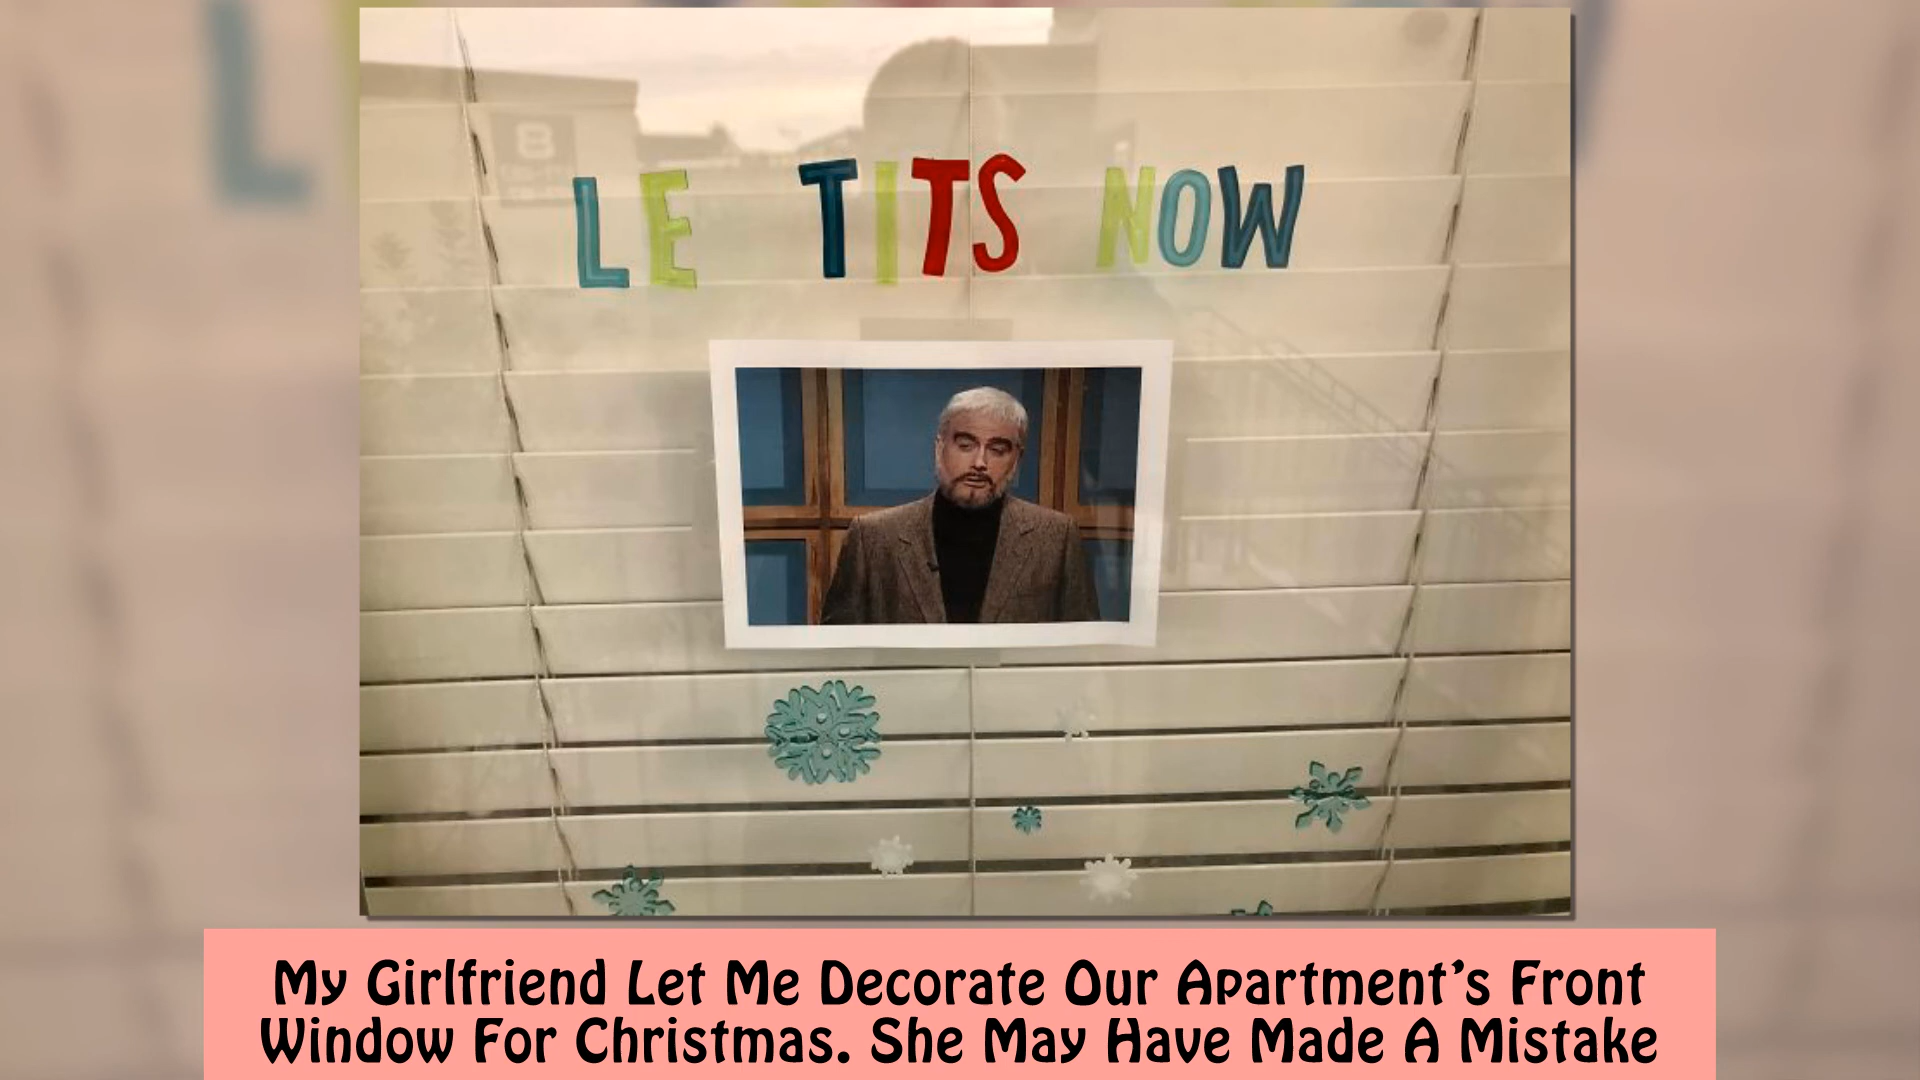 LE TITS NOW
My Girlfriend Let Me Decorate Our Apartment's Front
Window For Christmas. She May Have Made A Mistake